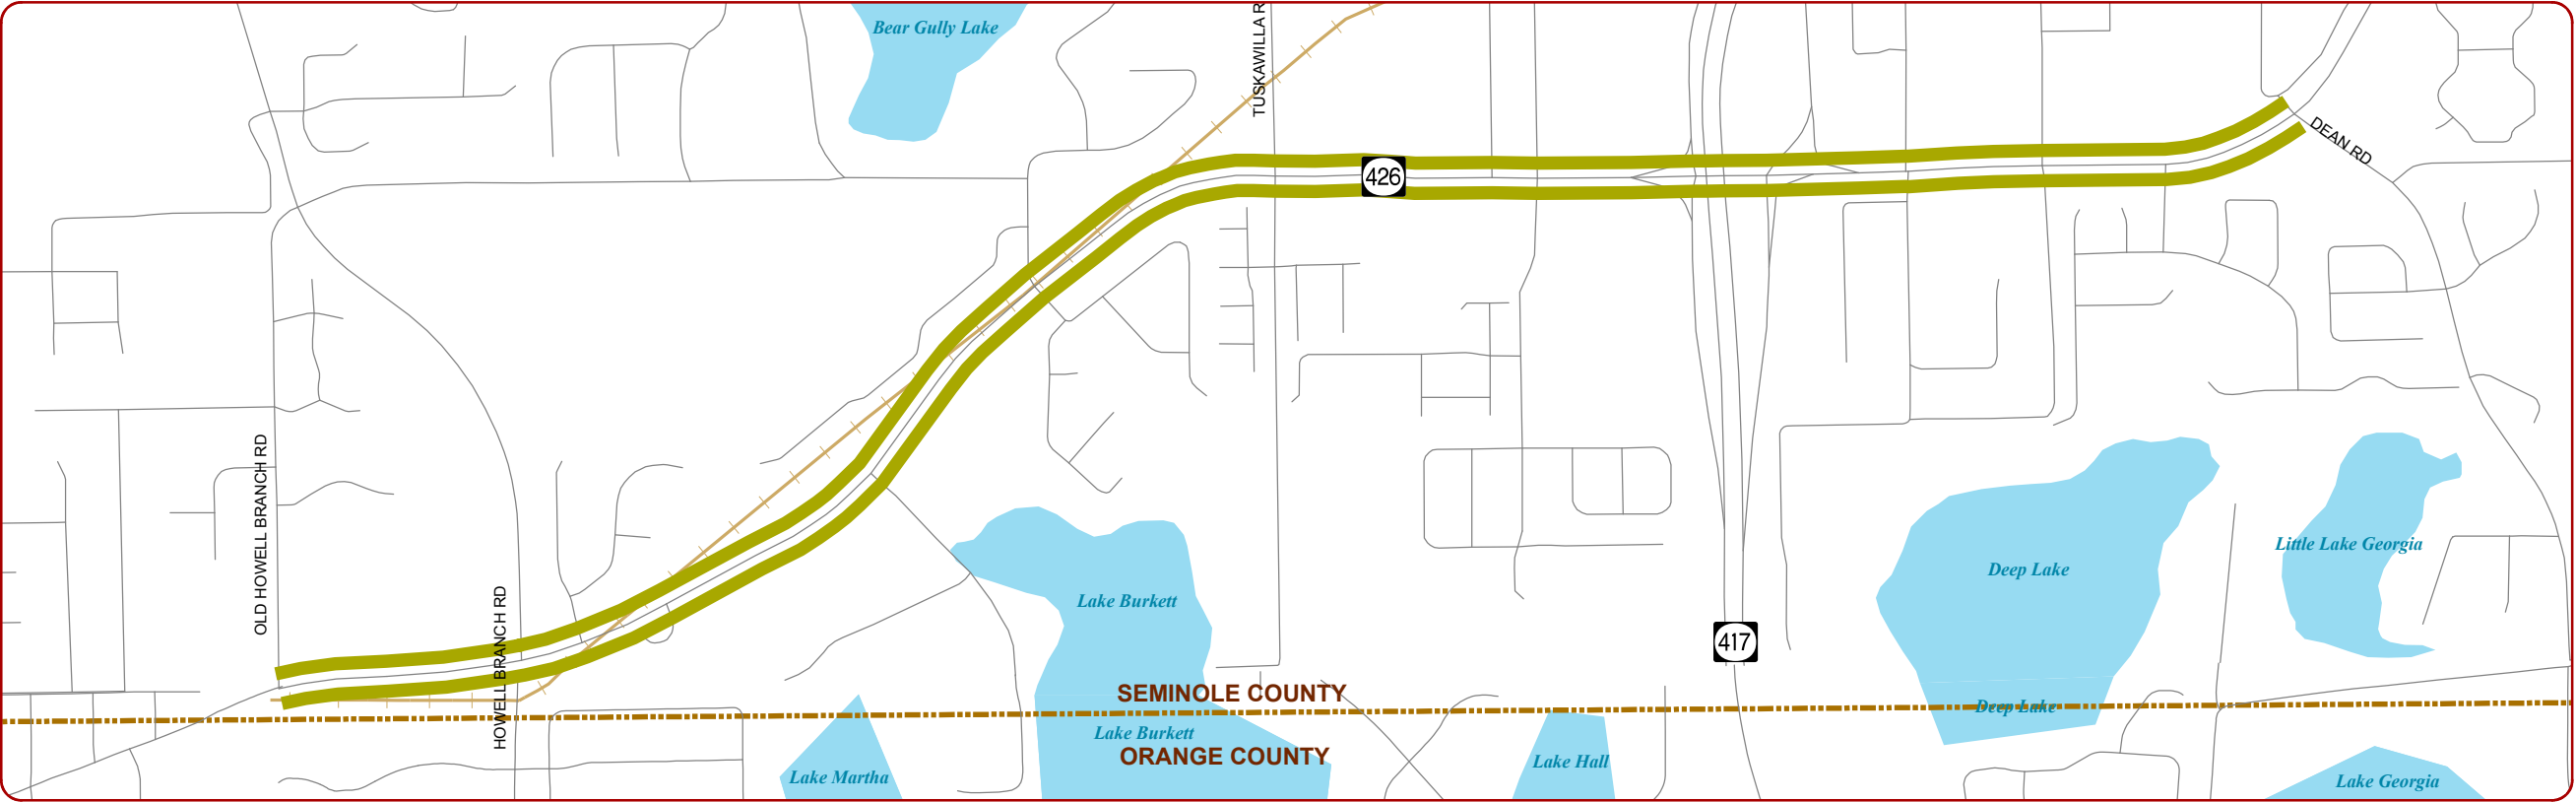 Bear Gully Lake
TUSKAWILLA R
426
DEAN RD
OLD HOWELL BRANCH RD
HOWELL BRANCH RD
Lake Burkett
Deep Lake
Little Lake Georgia
417
SEMINOLE COUNTY
Deep Lake
Lake Burkett
ORANGE COUNTY
Lake Martha
Lake Hall
Lake Georgia